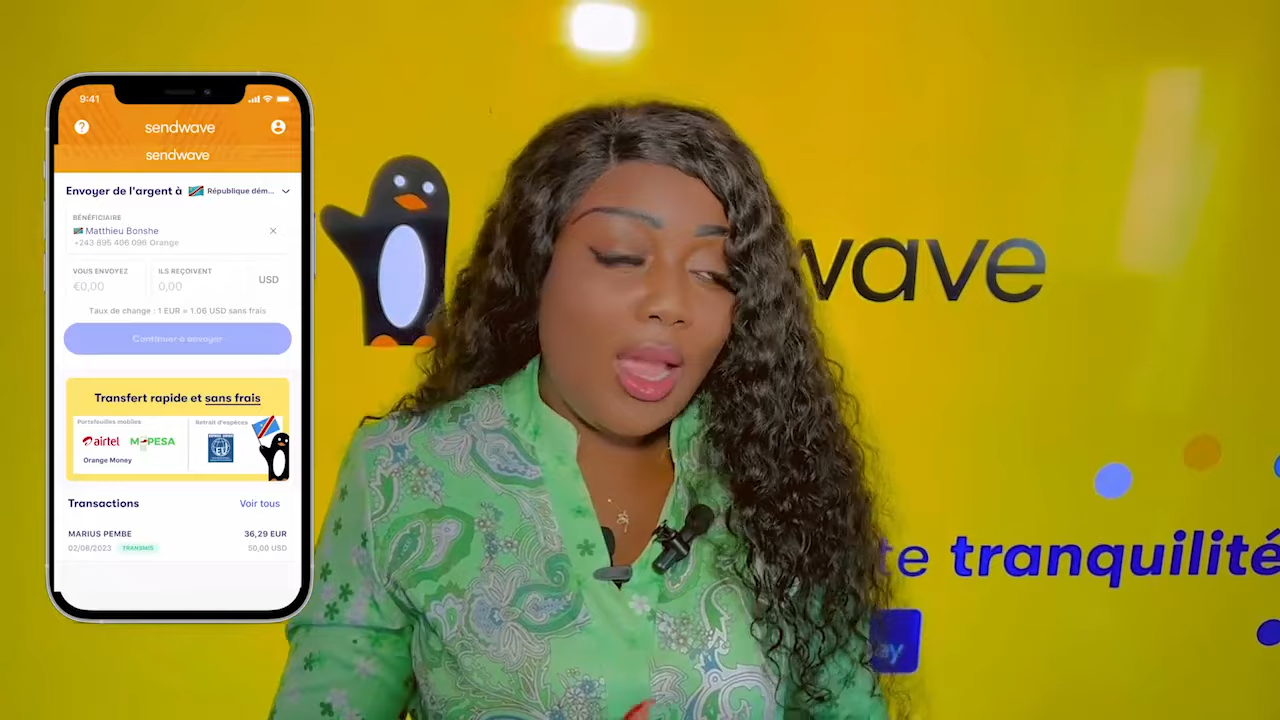 9:41
sendwave
sendwave
Envoyer de l'argent à République dém...
BÉNÉFICIAIRE
Matthieu Bonshe
+243 895 406 096 Orange
VOUS ENVOYEZ
ILS REÇOIVENT
€0,00
0,00
USD
Taux de change : 1 EUR = 1.06 USD sans frais
Continuer à envoyer
Transfert rapide et sans frais
Portefeuilles mobiles
Retrait d'espèces
airtel
M-PESA
Orange Money
Transactions
Voir tous
MARIUS PEMBE
36,29 EUR
02/08/2023
TRANSMIS
50,00 USD
wave
te tranquilité
ay